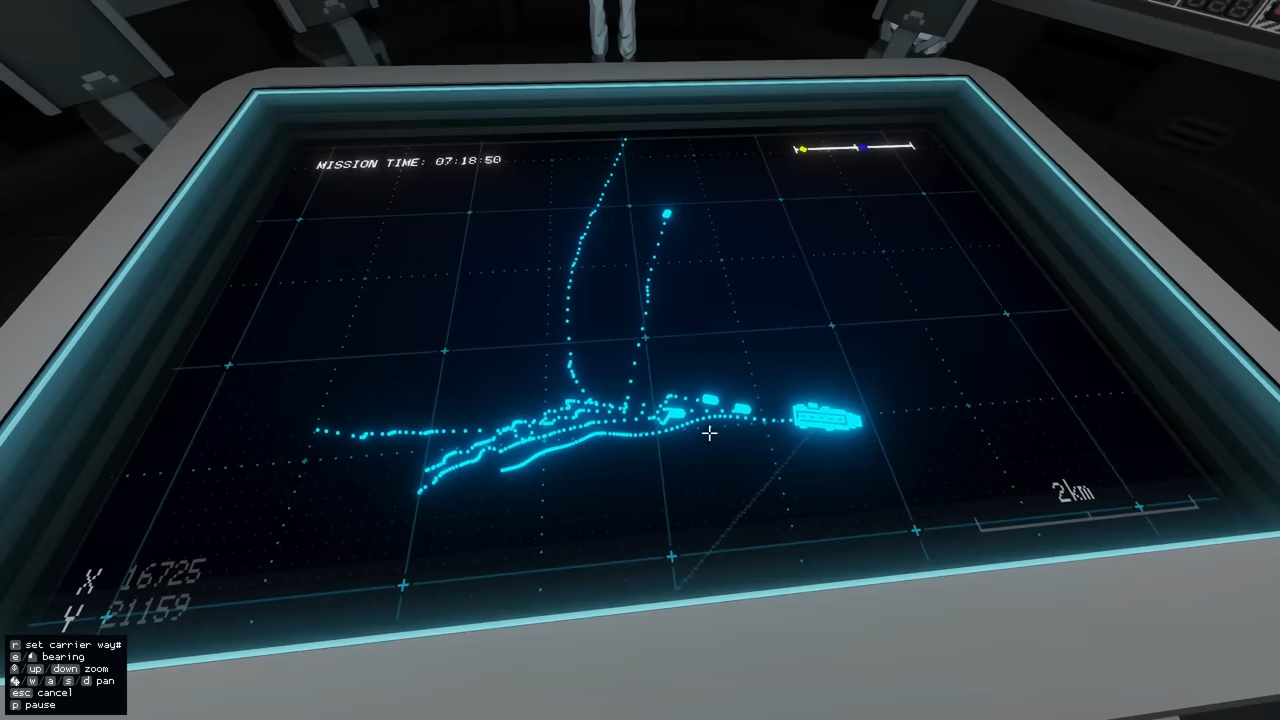 MISSION TIME: 07:18:50
2km
X 16725
Y 21159
r set carrier way#
e / bearing
/ up / down zoom
/ w / a / s / d pan
esc cancel
p pause